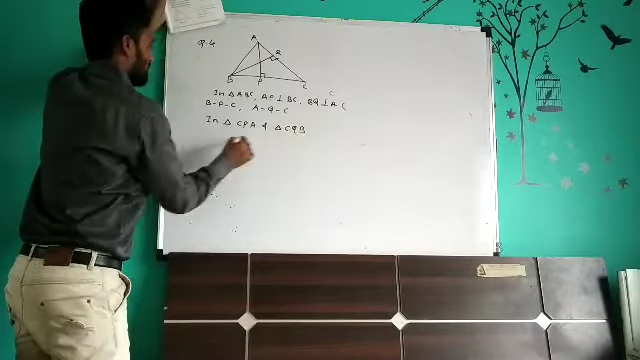 Q.4
A
Q
B
P
C
In △ ABC, AP ⊥ BC, BQ ⊥ AC
B-P-C, A-Q-C
In △ CPA & △ CQB